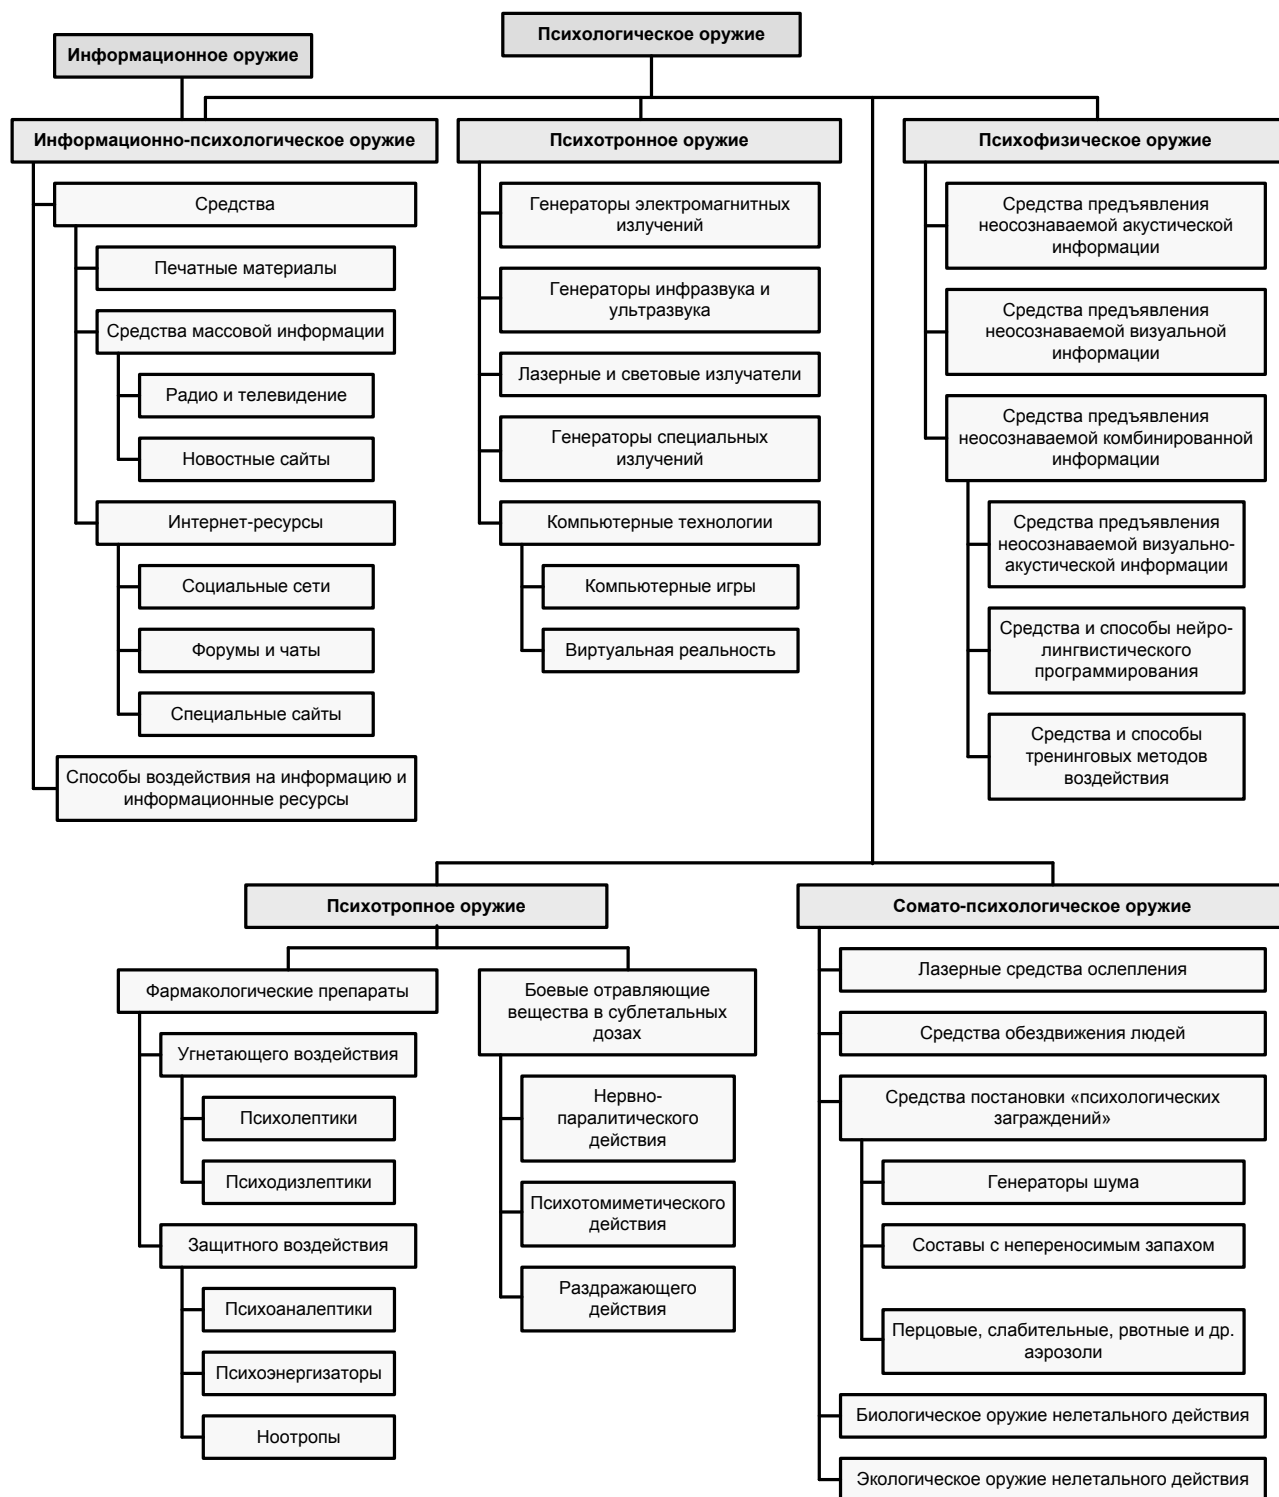 Психологическое оружие
Информационное оружие
Информационно-психологическое оружие
Средства
Печатные материалы
Средства массовой информации
Радио и телевидение
Новостные сайты
Интернет-ресурсы
Социальные сети
Форумы и чаты
Специальные сайты
Способы воздействия на информацию и
информационные ресурсы
Психотронное оружие
Генераторы электромагнитных
излучений
Генераторы инфразвука и
ультразвука
Лазерные и световые излучатели
Генераторы специальных
излучений
Компьютерные технологии
Компьютерные игры
Виртуальная реальность
Психофизическое оружие
Средства предъявления
неосознаваемой акустической
информации
Средства предъявления
неосознаваемой визуальной
информации
Средства предъявления
неосознаваемой комбинированной
информации
Средства предъявления
неосознаваемой визуально-
акустической информации
Средства и способы нейро-
лингвистического
программирования
Средства и способы
тренинговых методов
воздействия
Психотропное оружие
Фармакологические препараты
Угнетающего воздействия
Психолептики
Психодизлептики
Защитного воздействия
Психоаналептики
Психоэнергизаторы
Ноотропы
Боевые отравляющие
вещества в сублетальных
дозах
Нервно-
паралитического
действия
Психотомиметического
действия
Раздражающего
действия
Сомато-психологическое оружие
Лазерные средства ослепления
Средства обездвижения людей
Средства постановки «психологических
заграждений»
Генераторы шума
Составы с непереносимым запахом
Перцовые, слабительные, рвотные и др.
аэрозоли
Биологическое оружие нелетального действия
Экологическое оружие нелетального действия